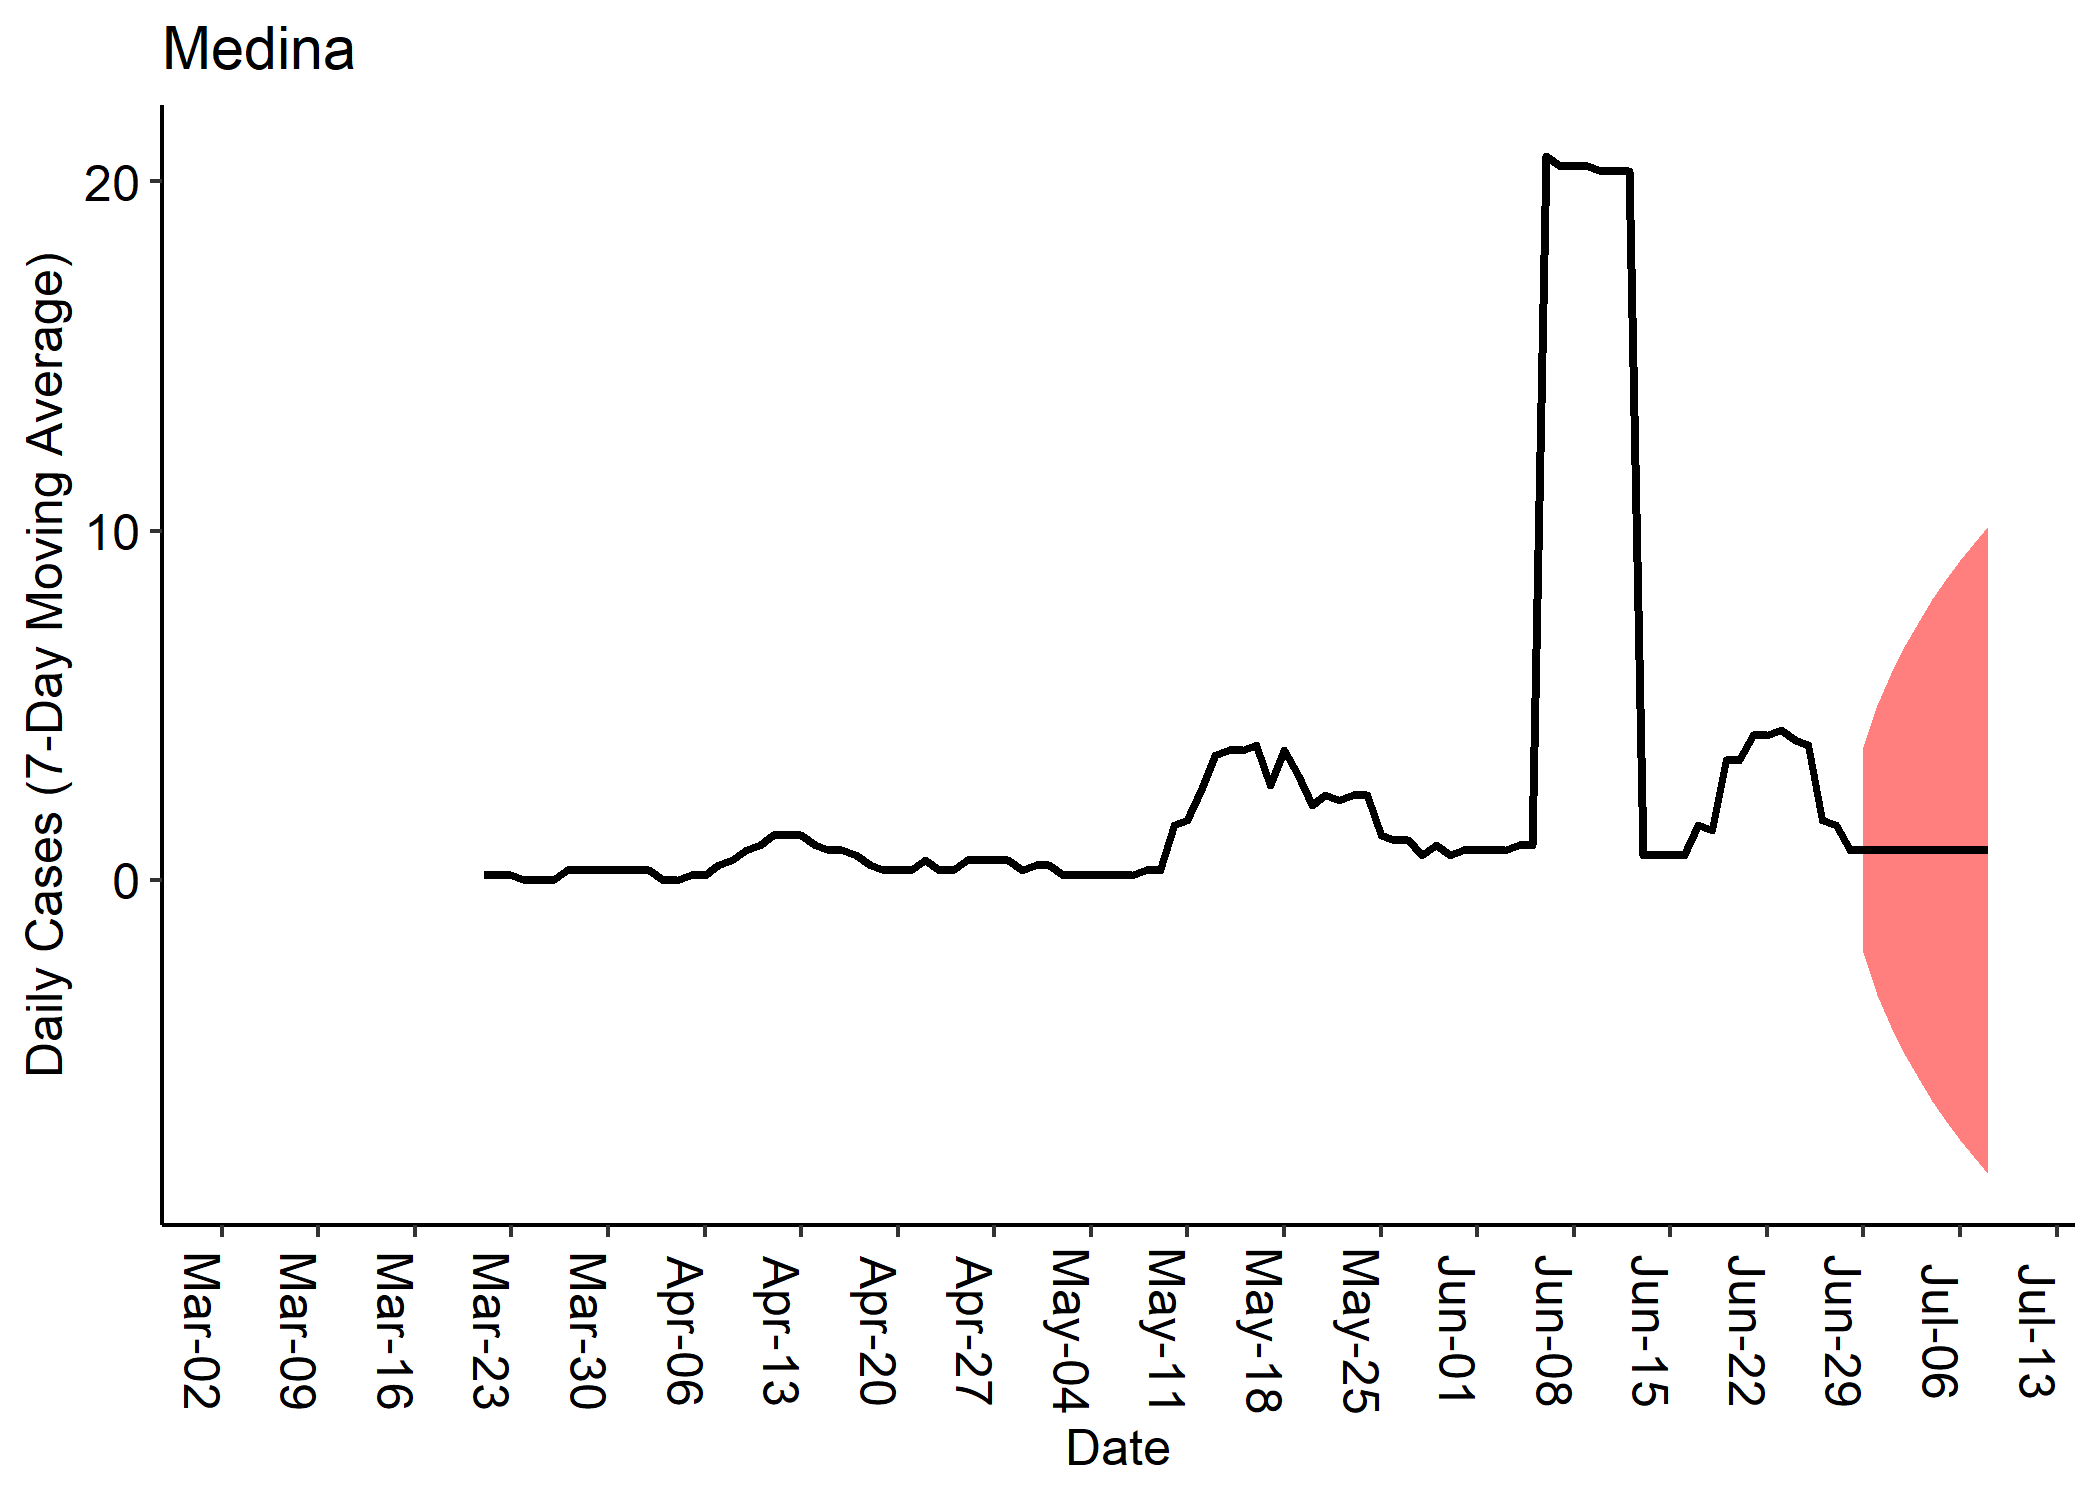 Medina
Daily Cases (7-Day Moving Average)
20
10
0
Mar-02
Mar-09
Mar-16
Mar-23
Mar-30
Apr-06
Apr-13
Apr-20
Apr-27
May-04
May-11
May-18
May-25
Jun-01
Jun-08
Jun-15
Jun-22
Jun-29
Jul-06
Jul-13
Date